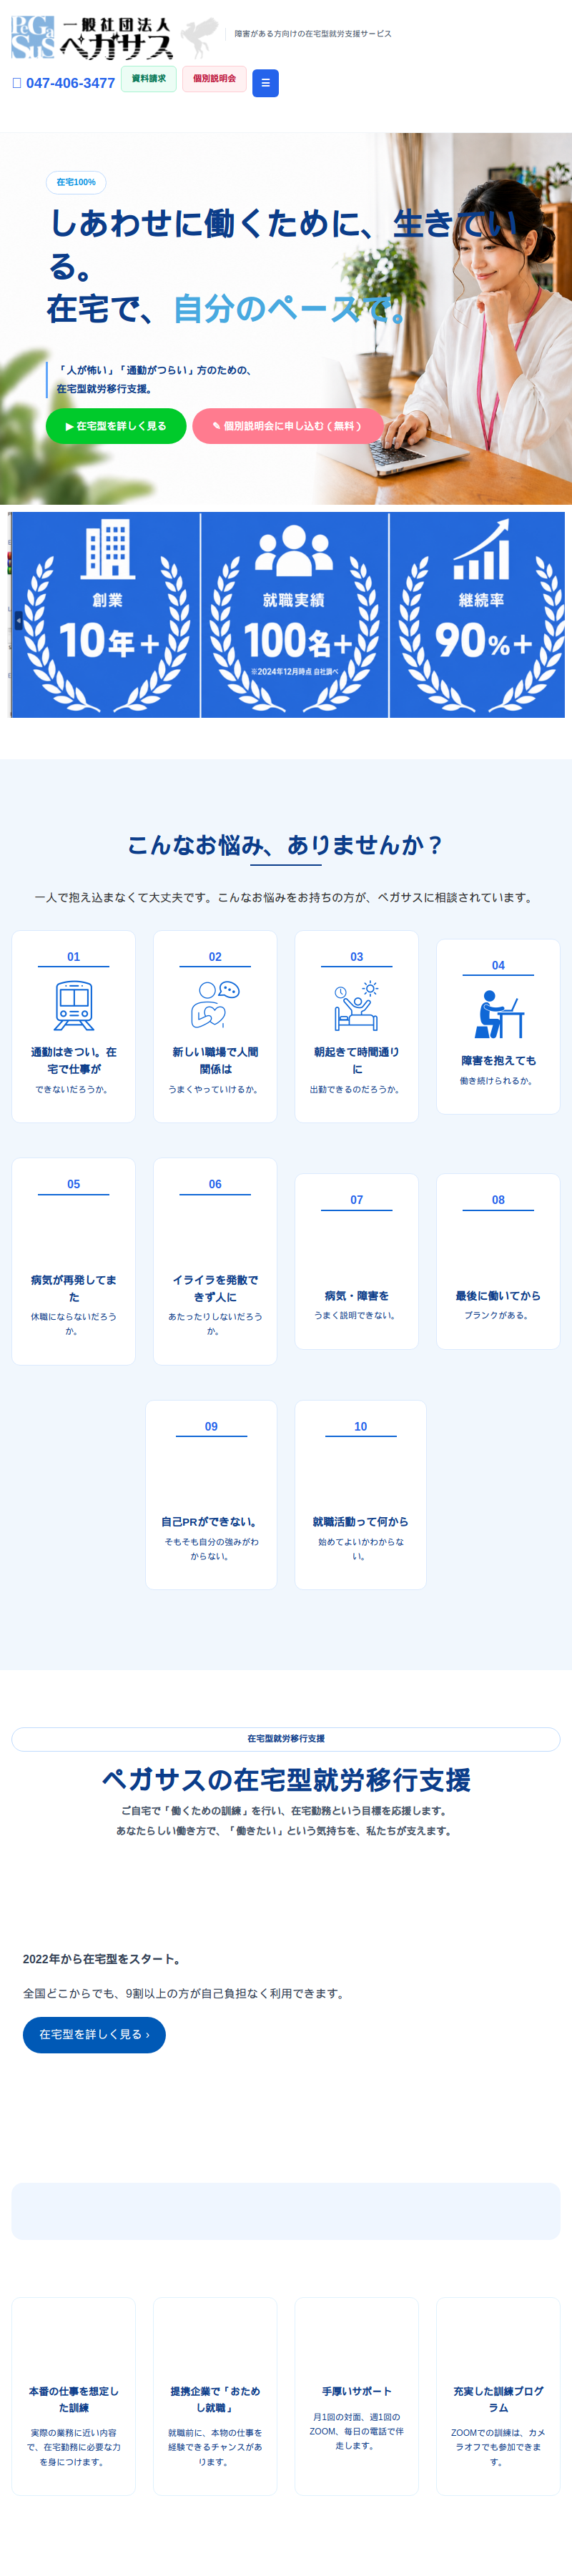 PeGaSuS
一般社団法人
ペガサス
障害がある方向けの在宅型就労支援サービス
047-406-3477
資料請求
個別説明会
☰
在宅100%
しあわせに働くために、生きてい
る。
在宅で、自分のペースで。
「人が怖い」「通勤がつらい」方のための、
在宅型就労移行支援。
▶ 在宅型を詳しく見る
✎ 個別説明会に申し込む（無料）
創業
10年+
就職実績
100名+
※2024年12月時点 自社調べ
継続率
90%+
こんなお悩み、ありませんか？
一人で抱え込まなくて大丈夫です。こんなお悩みをお持ちの方が、ペガサスに相談されています。
01
通勤はきつい。在
宅で仕事が
できないだろうか。
02
新しい職場で人間
関係は
うまくやっていけるか。
03
朝起きて時間通り
に
出勤できるのだろうか。
04
障害を抱えても
働き続けられるか。
05
病気が再発してま
た
休職にならないだろう
か。
06
イライラを発散で
きず人に
あたったりしないだろう
か。
07
病気・障害を
うまく説明できない。
08
最後に働いてから
ブランクがある。
09
自己PRができない。
そもそも自分の強みがわ
からない。
10
就職活動って何から
始めてよいかわからな
い。
在宅型就労移行支援
ペガサスの在宅型就労移行支援
ご自宅で「働くための訓練」を行い、在宅勤務という目標を応援します。
あなたらしい働き方で、「働きたい」という気持ちを、私たちが支えます。
2022年から在宅型をスタート。
全国どこからでも、9割以上の方が自己負担なく利用できます。
在宅型を詳しく見る ›
本番の仕事を想定し
た訓練
実際の業務に近い内容
で、在宅勤務に必要な力
を身につけます。
提携企業で「おため
し就職」
就職前に、本物の仕事を
経験できるチャンスがあ
ります。
手厚いサポート
月1回の対面、週1回の
ZOOM、毎日の電話で伴
走します。
充実した訓練プログ
ラム
ZOOMでの訓練は、カメ
ラオフでも参加できま
す。